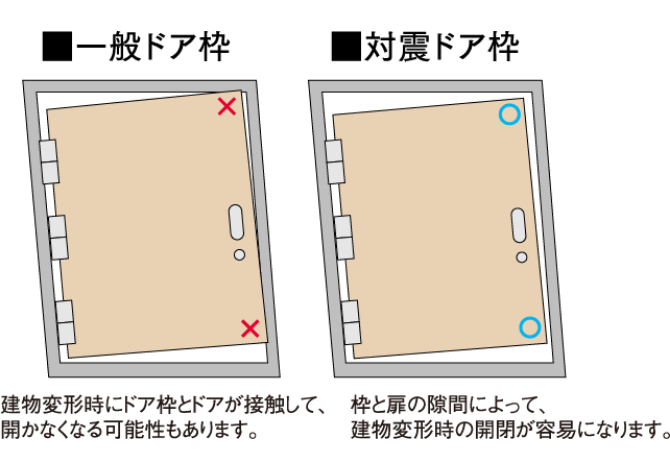 ■一般ドア枠
■対震ドア枠
建物変形時にドア枠とドアが接触して、
開かなくなる可能性もあります。
枠と扉の隙間によって、
建物変形時の開閉が容易になります。